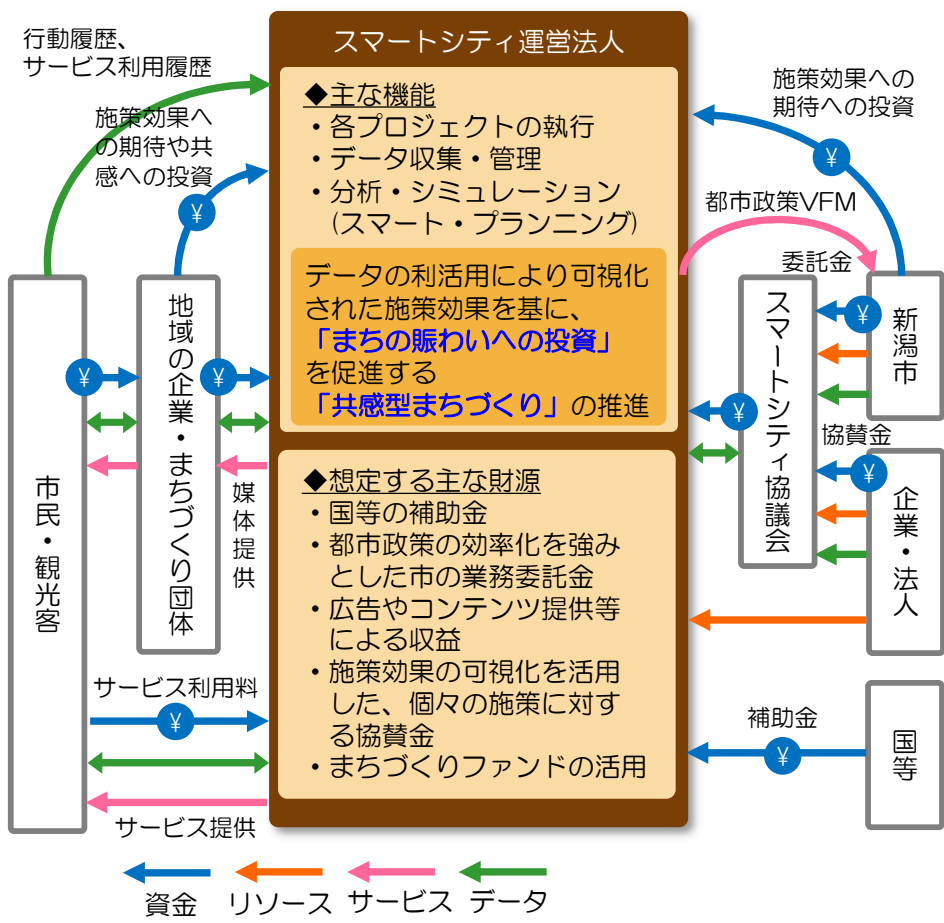 行動履歴、
サービス利用履歴
施策効果へ
の期待や共
感への投資
¥
スマートシティ運営法人
◆主な機能
・各プロジェクトの執行
・データ収集・管理
・分析・シミュレーション
(スマート・プランニング)
データの利活用により可視化
された施策効果を基に、
「まちの賑わいへの投資」
を促進する
「共感型まちづくり」の推進
◆想定する主な財源
・国等の補助金
・都市政策の効率化を強み
とした市の業務委託金
・広告やコンテンツ提供等
による収益
・施策効果の可視化を活用
した、個々の施策に対す
る協賛金
・まちづくりファンドの活用
施策効果への
期待への投資
¥
都市政策VFM
委託金
¥
新潟市
スマートシティ協議会
¥
協賛金
¥
企業・法人
補助金
¥
国等
市民・観光客
¥
地域の企業・まちづくり団体
¥
媒体提供
サービス利用料
¥
サービス提供
資金
リソース
サービス
データ